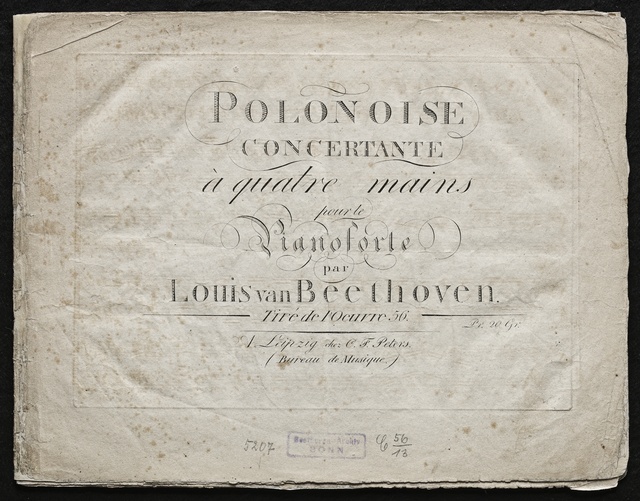 POLONOISE
CONCERTANTE
à quatre mains
pour le
Pianoforte
par
Louis van Beethoven.
Tiré de l'Oeuvre 56.
Pr. 20 Gr.
A Leipzig chez C. F. Peters.
(Bureau de Musique.)
5207
BONN
C 56
13